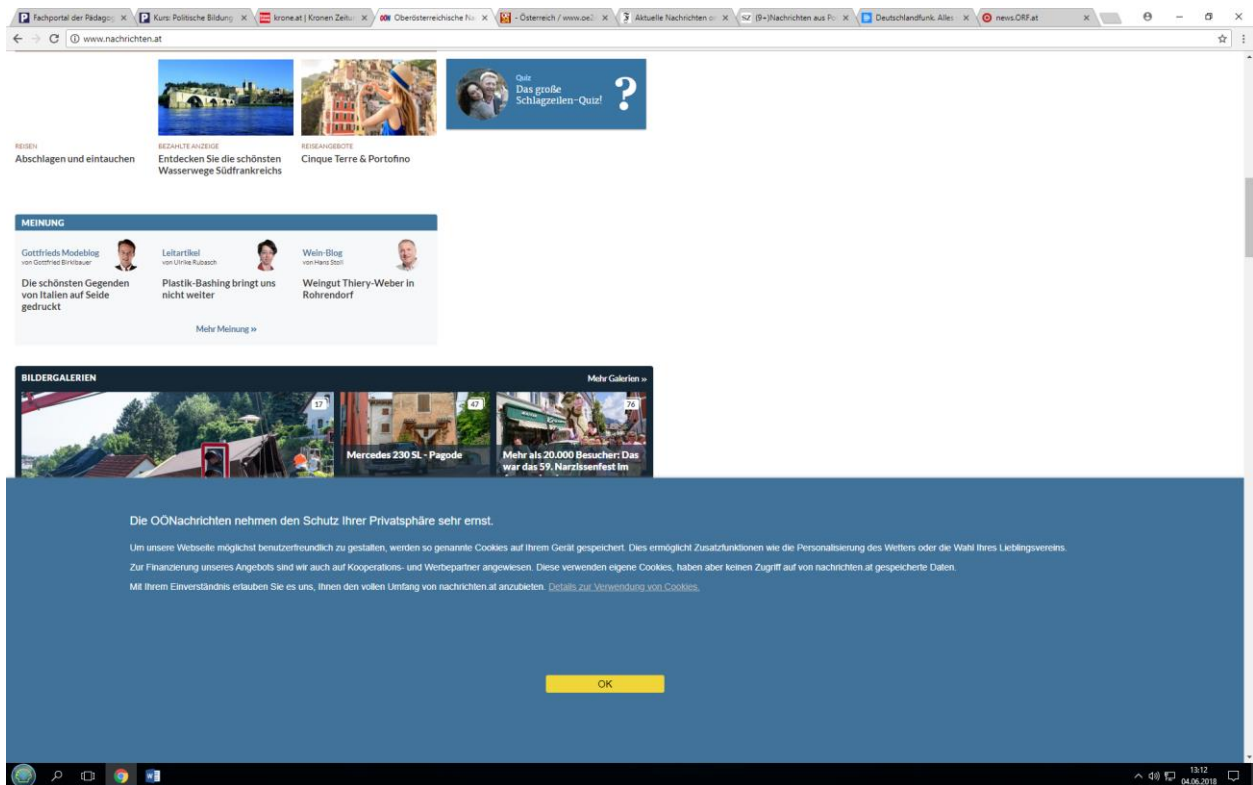 Fachportal der Pädagog
Kurs: Politische Bildung
krone.at | Kronen Zeitu
Oberösterreichische Na
- Österreich / www.oe2
Aktuelle Nachrichten o
(9+)Nachrichten aus Po
Deutschlandfunk. Alles
news.ORF.at
www.nachrichten.at
Quiz
Das große
Schlagzeilen-Quiz!
?
REISEN
Abschlagen und eintauchen
BEZAHLTE ANZEIGE
Entdecken Sie die schönsten
Wasserwege Südfrankreichs
REISEANGEBOTE
Cinque Terre & Portofino
MEINUNG
Gottfrieds Modeblog
von Gottfried Birklbauer
Die schönsten Gegenden
von Italien auf Seide
gedruckt
Leitartikel
von Ulrike Rubasch
Plastik-Bashing bringt uns
nicht weiter
Wein-Blog
von Hans Stoll
Weingut Thiery-Weber in
Rohrendorf
Mehr Meinung »
BILDERGALERIEN
Mehr Galerien »
17
47
Mercedes 230 SL - Pagode
76
Mehr als 20.000 Besucher: Das
war das 59. Narzissenfest im
Die OÖNachrichten nehmen den Schutz Ihrer Privatsphäre sehr ernst.
Um unsere Webseite möglichst benutzerfreundlich zu gestalten, werden so genannte Cookies auf Ihrem Gerät gespeichert. Dies ermöglicht Zusatzfunktionen wie die Personalisierung des Wetters oder die Wahl Ihres Lieblingsvereins.
Zur Finanzierung unseres Angebots sind wir auch auf Kooperations- und Werbepartner angewiesen. Diese verwenden eigene Cookies, haben aber keinen Zugriff auf von nachrichten.at gespeicherte Daten.
Mit Ihrem Einverständnis erlauben Sie es uns, Ihnen den vollen Umfang von nachrichten.at anzubieten. Details zur Verwendung von Cookies.
OK
13:12
04.06.2018